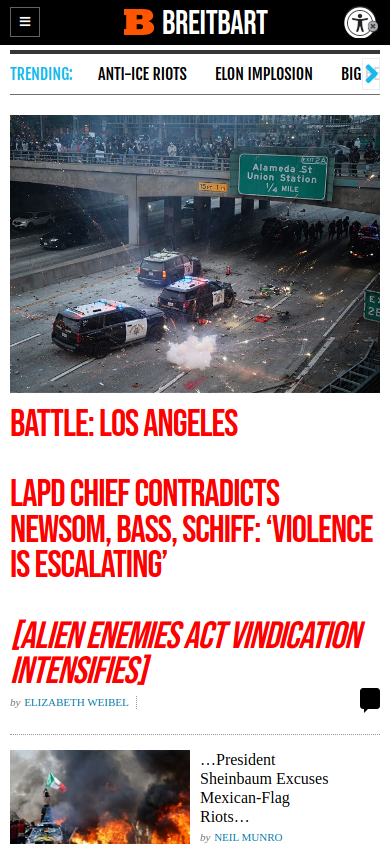 BREITBART
TRENDING:
ANTI-ICE RIOTS
ELON IMPLOSION
BIG
EXIT 2A
Alameda St
Union Station
1/4 MILE
BATTLE: LOS ANGELES
LAPD CHIEF CONTRADICTS
NEWSOM, BASS, SCHIFF: ‘VIOLENCE
IS ESCALATING’
[ALIEN ENEMIES ACT VINDICATION
INTENSIFIES]
by ELIZABETH WEIBEL
…President
Sheinbaum Excuses
Mexican-Flag
Riots…
by NEIL MUNRO